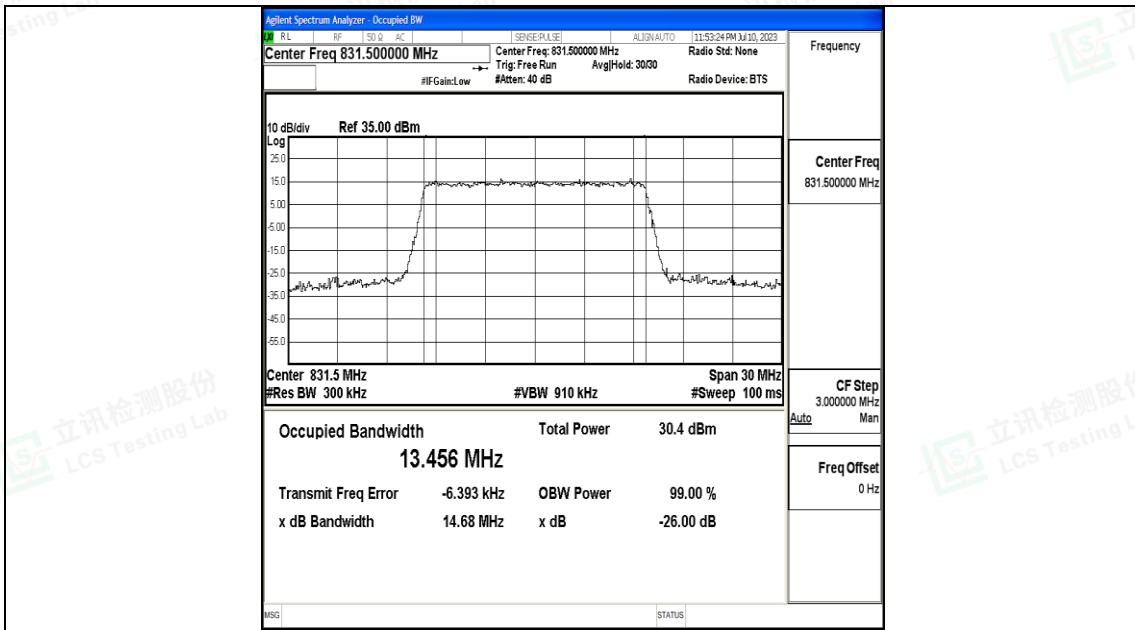 Agilent Spectrum Analyzer - Occupied BW
RL RF 50 Ω AC SENSE:PULSE ALIGN AUTO 11:53:24 PM Jul 10, 2023
Center Freq 831.500000 MHz
Center Freq: 831.500000 MHz Radio Std: None
Trig: Free Run Avg|Hold: 30/30
#IFGain:Low #Atten: 40 dB Radio Device: BTS
10 dB/div Ref 35.00 dBm
Log
25.0
15.0
5.00
-5.00
-15.0
-25.0
-35.0
-45.0
-55.0
Center 831.5 MHz Span 30 MHz
#Res BW 300 kHz #VBW 910 kHz #Sweep 100 ms
Occupied Bandwidth Total Power 30.4 dBm
13.456 MHz
Transmit Freq Error -6.393 kHz OBW Power 99.00 %
x dB Bandwidth 14.68 MHz x dB -26.00 dB
MSG STATUS
Frequency
Center Freq
831.500000 MHz
CF Step
3.000000 MHz
Auto Man
Freq Offset
0 Hz
立讯检测股份
LCS Testing Lab
立讯检测股份
LCS Testing L